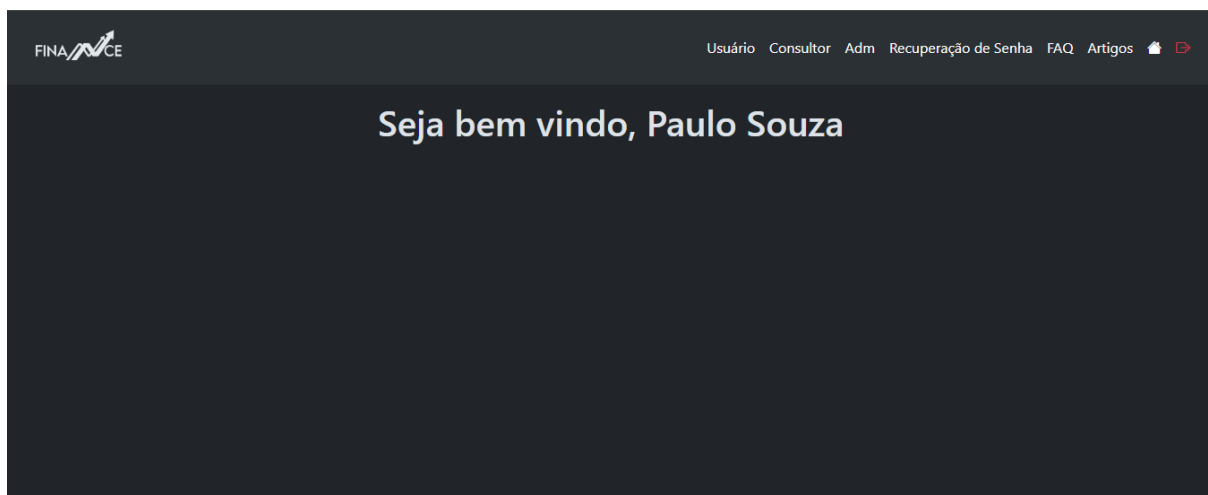 FINANCE
Usuário Consultor Adm Recuperação de Senha FAQ Artigos
Seja bem vindo, Paulo Souza